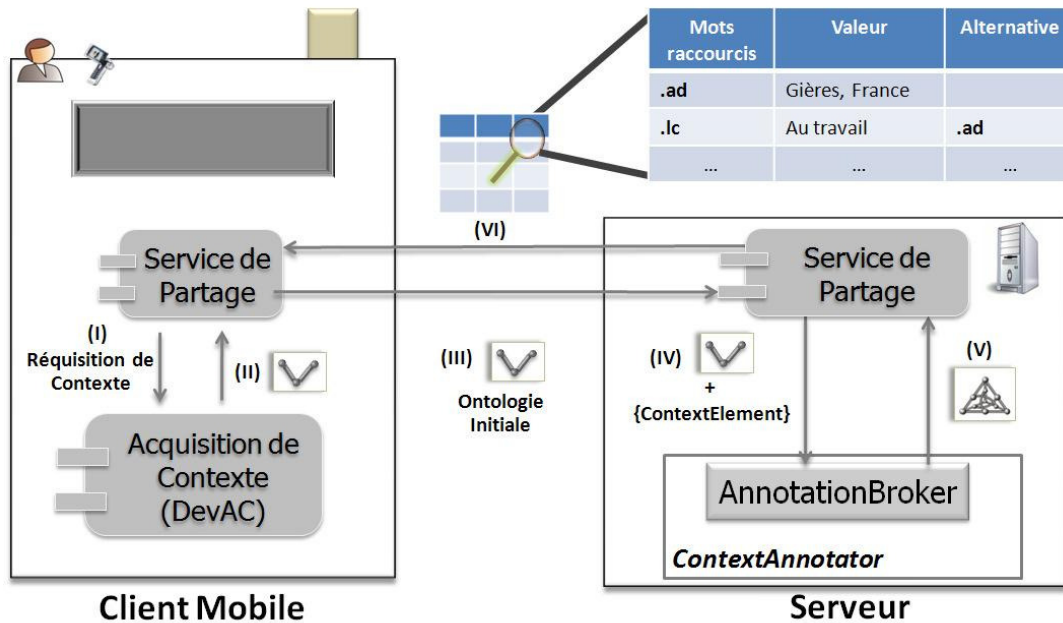 Mots raccourcis
Valeur
Alternative
.ad
Gières, France
.lc
Au travail
.ad
...
...
...
(VI)
Service de
Partage
Service de
Partage
(I)
Réquisition de
Contexte
(II)
(III)
Ontologie
Initiale
(IV)
+
{ContextElement}
(V)
Acquisition de
Contexte
(DevAC)
AnnotationBroker
ContextAnnotator
Client Mobile
Serveur